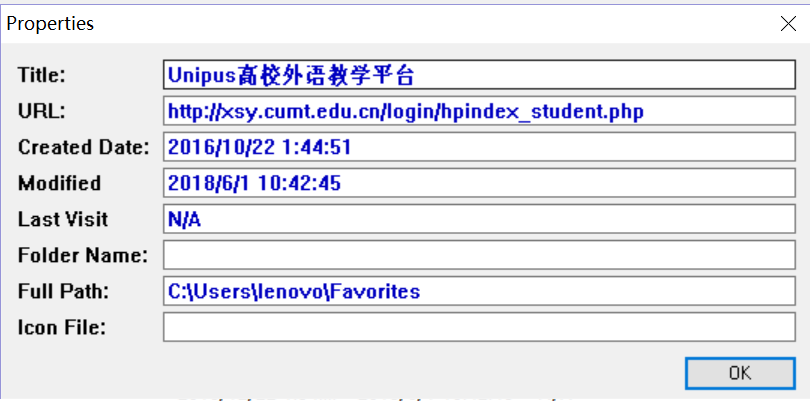 Properties
Title: Unipus高校外语教学平台
URL: http://xsy.cumt.edu.cn/login/hpindex_student.php
Created Date: 2016/10/22 1:44:51
Modified 2018/6/1 10:42:45
Last Visit N/A
Folder Name:
Full Path: C:\Users\lenovo\Favorites
Icon File:
OK